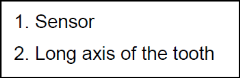 1. Sensor
2. Long axis of the tooth